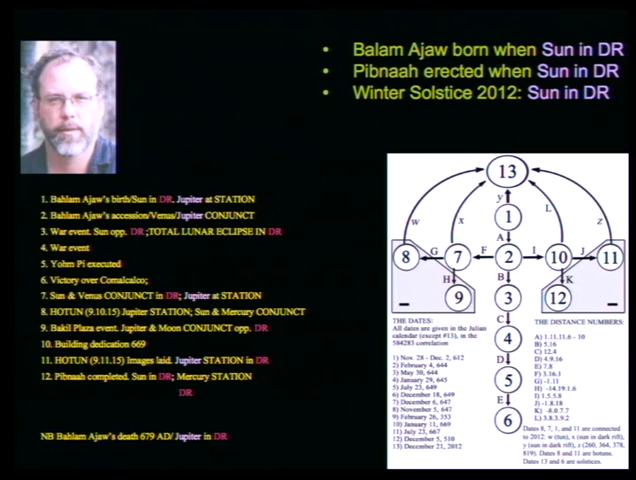 • Balam Ajaw born when Sun in DR
• Pibnaah erected when Sun in DR
• Winter Solstice 2012: Sun in DR
1. Bahlam Ajaw's birth/Sun in DR. Jupiter at STATION
2. Bahlam Ajaw's accession/Venus/Jupiter CONJUNCT
3. War event. Sun opp. DR ;TOTAL LUNAR ECLIPSE IN DR
4. War event
5. Yohm Pi executed
6. Victory over Comalcalco;
7. Sun & Venus CONJUNCT in DR; Jupiter at STATION
8. HOTUN (9.10.15) Jupiter STATION; Sun & Mercury CONJUNCT
9. Bakil Plaza event. Jupiter & Moon CONJUNCT opp. DR
10. Building dedication 669
11. HOTUN (9.11.15) Images laid. Jupiter STATION in DR
12. Pibnaah completed. Sun in DR; Mercury STATION
DR
NB Bahlam Ajaw's death 679 AD/ Jupiter in DR
13
w x y L z
1
A
8 G 7 F 2 I 10 J 11
H B K
9 3 12
C
4
D
5
E
6
THE DATES:
All dates are given in the Julian
calendar (except #13), in the
584283 correlation
1) Nov. 28 - Dec. 2, 612
2) February 4, 644
3) May 30, 644
4) January 29, 645
5) July 23, 649
6) December 18, 649
7) December 6, 647
8) November 5, 647
9) February 26, 353
10) January 11, 669
11) July 23, 667
12) December 5, 510
13) December 21, 2012
THE DISTANCE NUMBERS:
A) 1.11.11.6 - 10
B) 5.16
C) 12.4
D) 4.9.16
E) 7.8
F) 3.16.1
G) -1.11
H) -14.19.1.6
I) 1.5.5.8
J) -1.8.18
K) -8.0.7.7
L) 3.8.3.9.2
Dates 8, 7, 1, and 11 are connected
to 2012: w (tun), x (sun in dark rift),
y (sun in dark rift), z (260, 364, 378,
819). Dates 8 and 11 are hotuns.
Dates 13 and 6 are solstices.